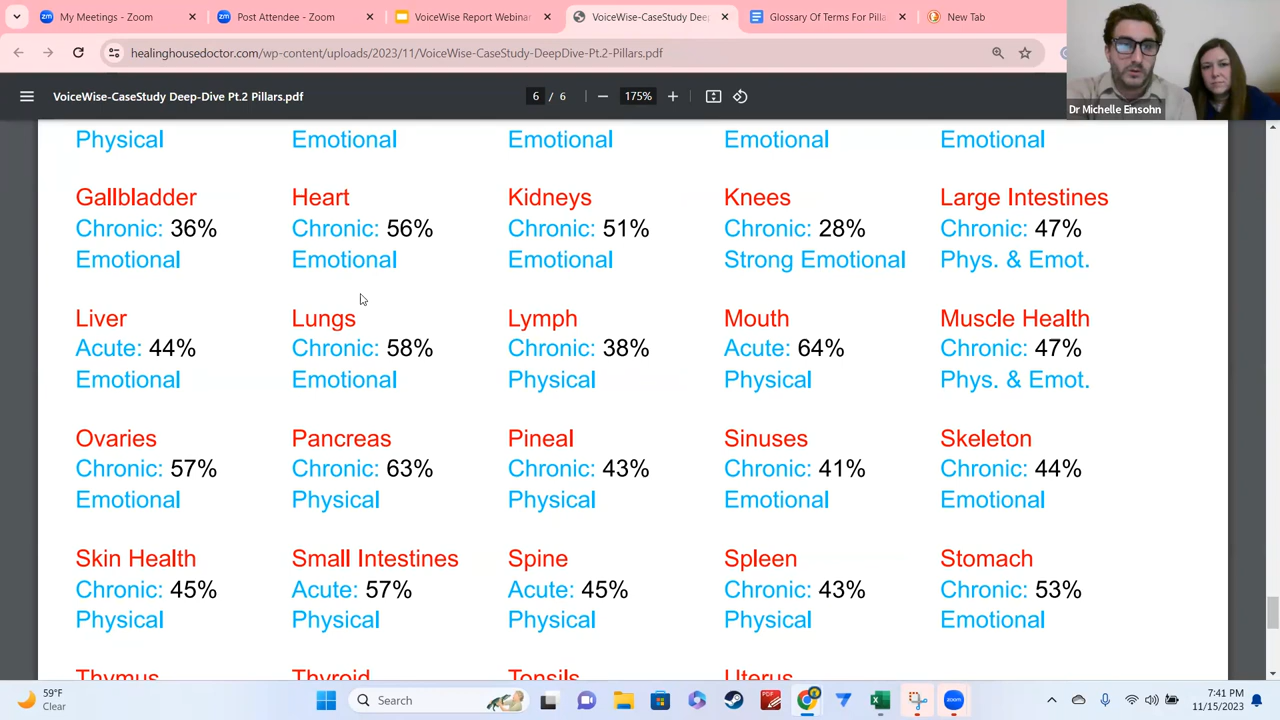 My Meetings - Zoom
Post Attendee - Zoom
VoiceWise Report Webinar
VoiceWise-CaseStudy Deep
Glossary Of Terms For Pilla
New Tab
healinghousedoctor.com/wp-content/uploads/2023/11/VoiceWise-CaseStudy-DeepDive-Pt.2-Pillars.pdf
VoiceWise-CaseStudy Deep-Dive Pt.2 Pillars.pdf
6 / 6
175%
Dr Michelle Einsohn
Physical Emotional Emotional Emotional Emotional
Gallbladder Heart Kidneys Knees Large Intestines
Chronic: 36% Chronic: 56% Chronic: 51% Chronic: 28% Chronic: 47%
Emotional Emotional Emotional Strong Emotional Phys. & Emot.
Liver Lungs Lymph Mouth Muscle Health
Acute: 44% Chronic: 58% Chronic: 38% Acute: 64% Chronic: 47%
Emotional Emotional Physical Physical Phys. & Emot.
Ovaries Pancreas Pineal Sinuses Skeleton
Chronic: 57% Chronic: 63% Chronic: 43% Chronic: 41% Chronic: 44%
Emotional Physical Physical Emotional Emotional
Skin Health Small Intestines Spine Spleen Stomach
Chronic: 45% Acute: 57% Acute: 45% Chronic: 43% Chronic: 53%
Physical Physical Physical Physical Emotional
Thymus Thyroid Tonsils Uterus
59°F
Clear
Search
7:41 PM
11/15/2023